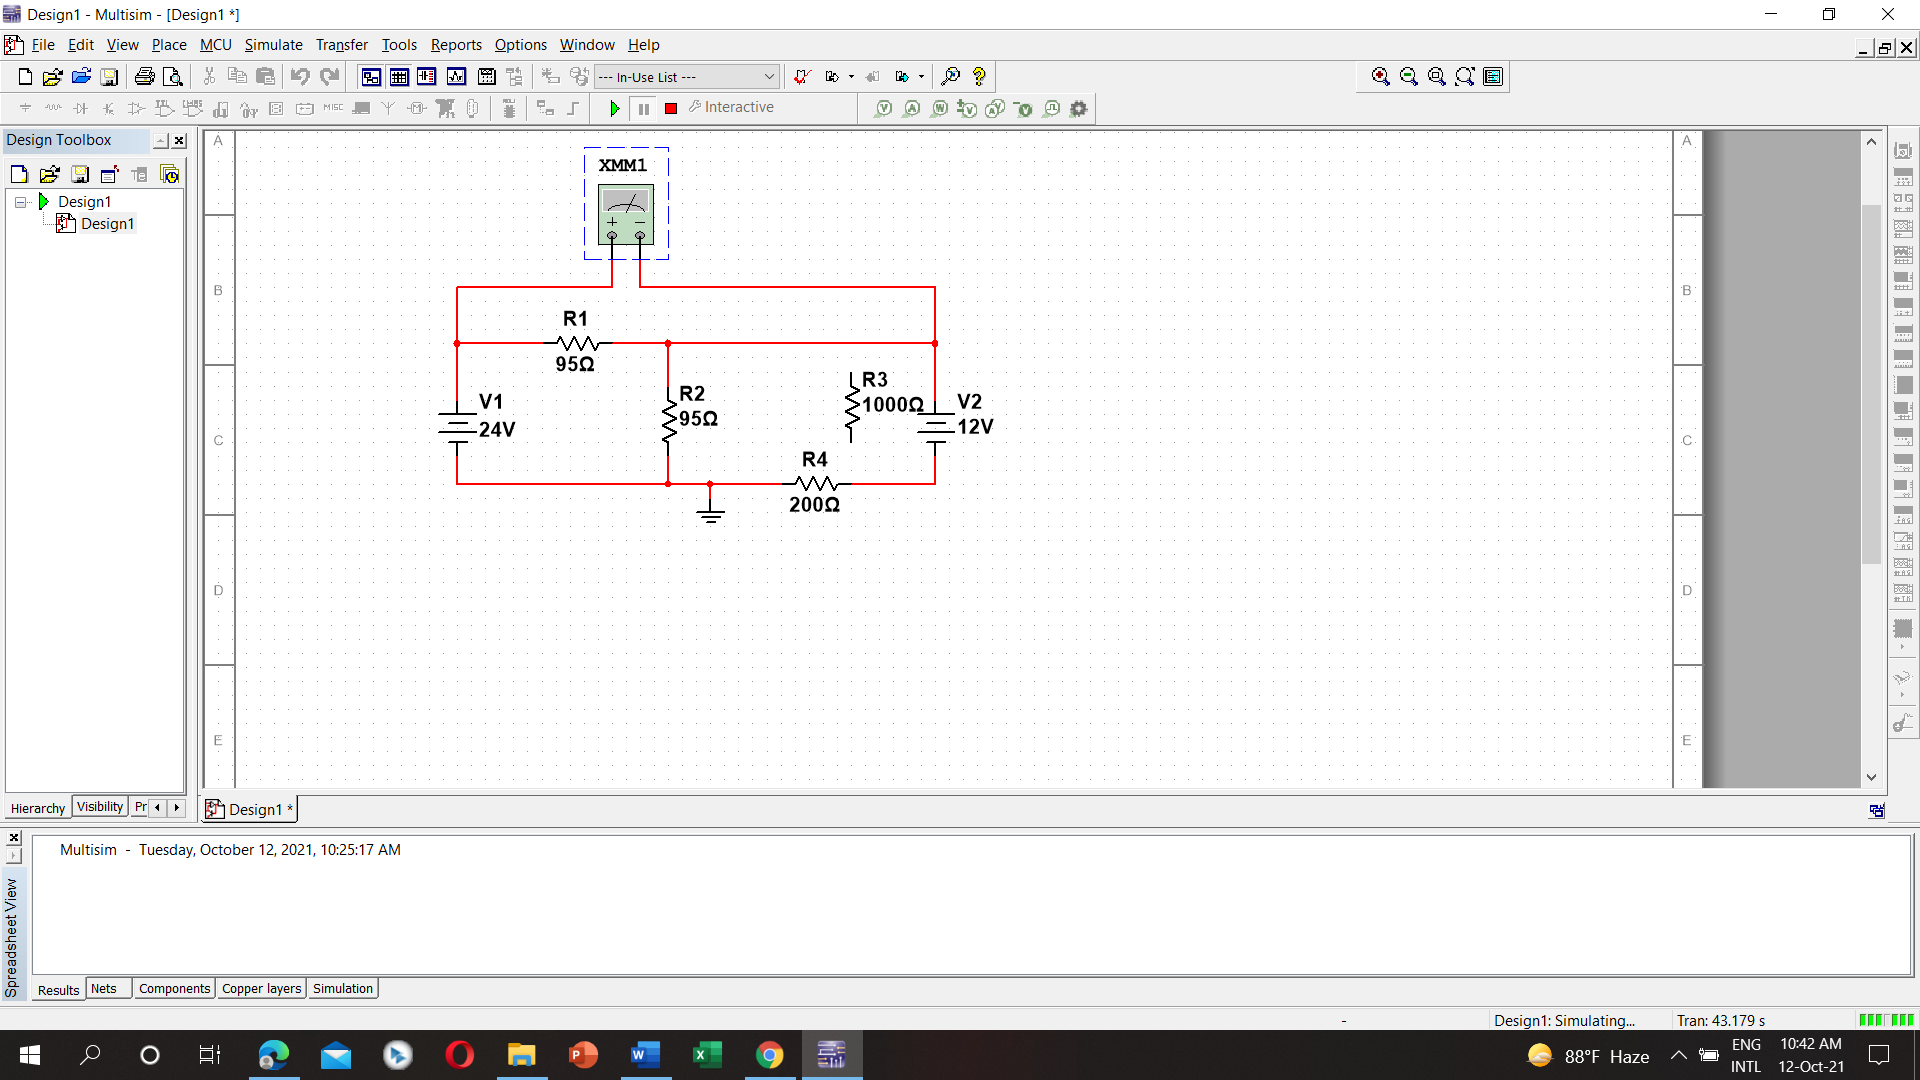 Design1 - Multisim - [Design1 *]
File Edit View Place MCU Simulate Transfer Tools Reports Options Window Help
--- In-Use List ---
MISC
Interactive
Design Toolbox
Design1
Design1
Hierarchy Visibility Pr
A A
B B
C C
D D
E E
XMM1
R1
95Ω
V1
24V
R2
95Ω
R3
1000Ω
V2
12V
R4
200Ω
Design1 *
Multisim - Tuesday, October 12, 2021, 10:25:17 AM
Spreadsheet View
Results Nets Components Copper layers Simulation
- Design1: Simulating... Tran: 43.179 s
88°F Haze
ENG
INTL
10:42 AM
12-Oct-21